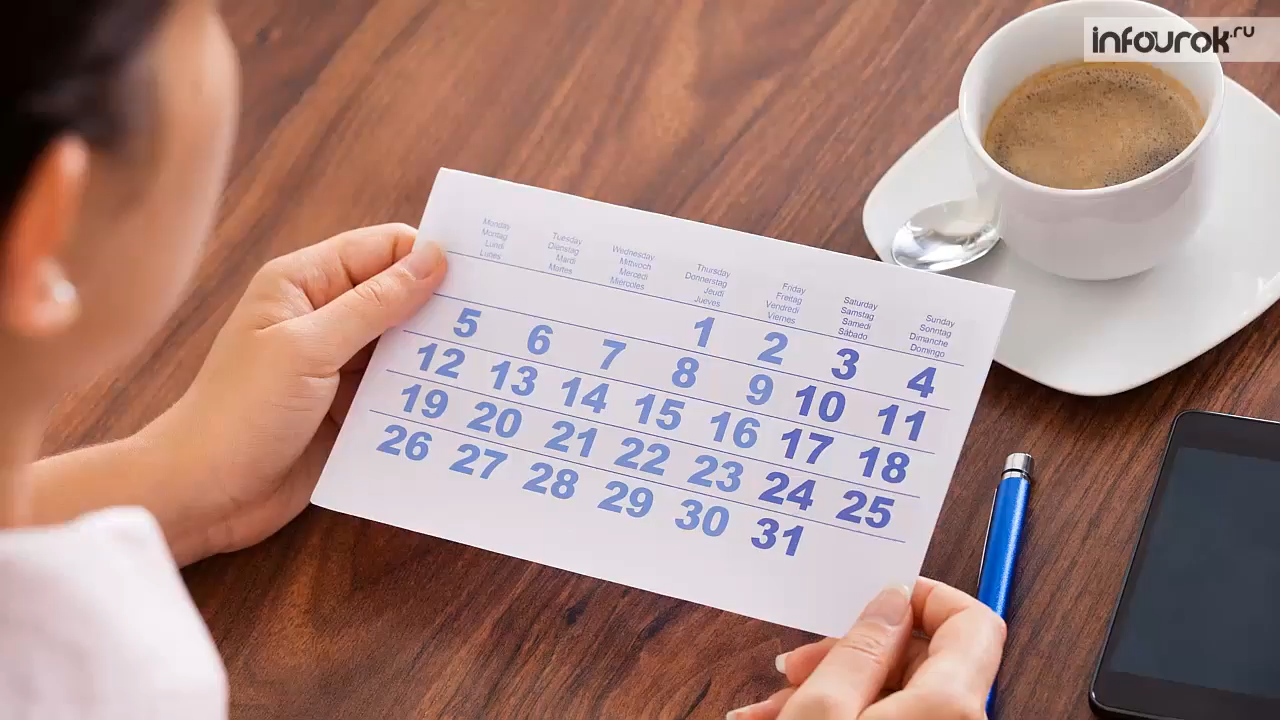 infourok.ru
Monday Tuesday Wednesday Thursday Friday Saturday Sunday
Montag Dienstag Mittwoch Donnerstag Freitag Samstag Sonntag
Lundi Mardi Mercedi Jeudi Vendredi Samedi Dimanche
Lunes Martes Miércoles Jueves Viernes Sábado Domingo
1 2 3 4
5 6 7 8 9 10 11
12 13 14 15 16 17 18
19 20 21 22 23 24 25
26 27 28 29 30 31